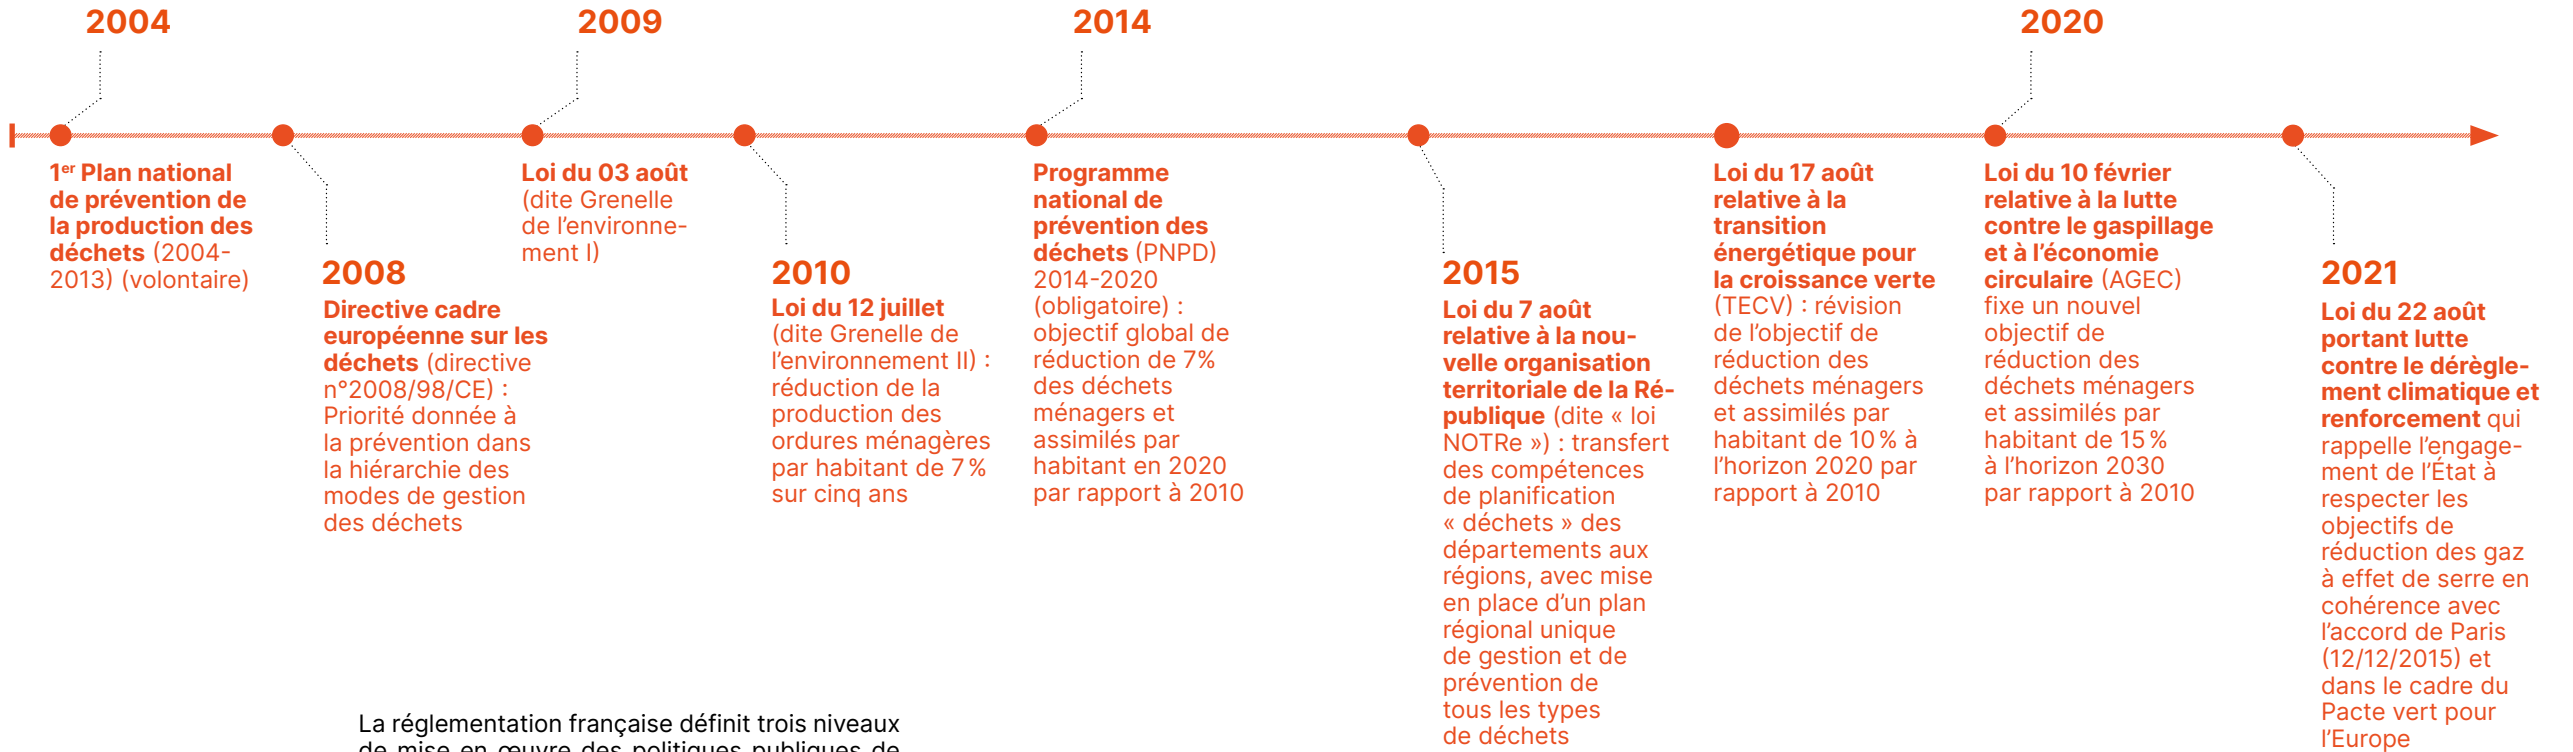 2004
1er Plan national
de prévention de
la production des
déchets (2004-
2013) (volontaire)
2008
Directive cadre
européenne sur les
déchets (directive
n°2008/98/CE) :
Priorité donnée à
la prévention dans
la hiérarchie des
modes de gestion
des déchets
2009
Loi du 03 août
(dite Grenelle
de l’environne-
ment I)
2010
Loi du 12 juillet
(dite Grenelle de
l’environnement II) :
réduction de la
production des
ordures ménagères
par habitant de 7 %
sur cinq ans
2014
Programme
national de
prévention des
déchets (PNPD)
2014-2020
(obligatoire) :
objectif global de
réduction de 7%
des déchets
ménagers et
assimilés par
habitant en 2020
par rapport à 2010
2015
Loi du 7 août
relative à la nou-
velle organisation
territoriale de la Ré-
publique (dite « loi
NOTRe ») : transfert
des compétences
de planification
« déchets » des
départements aux
régions, avec mise
en place d’un plan
régional unique
de gestion et de
prévention de
tous les types
de déchets
Loi du 17 août
relative à la
transition
énergétique pour
la croissance verte
(TECV) : révision
de l’objectif de
réduction des
déchets ménagers
et assimilés par
habitant de 10 % à
l’horizon 2020 par
rapport à 2010
2020
Loi du 10 février
relative à la lutte
contre le gaspillage
et à l’économie
circulaire (AGEC)
fixe un nouvel
objectif de
réduction des
déchets ménagers
et assimilés par
habitant de 15 %
à l’horizon 2030
par rapport à 2010
2021
Loi du 22 août
portant lutte
contre le dérègle-
ment climatique et
renforcement qui
rappelle l’engage-
ment de l’État à
respecter les
objectifs de
réduction des gaz
à effet de serre en
cohérence avec
l’accord de Paris
(12/12/2015) et
dans le cadre du
Pacte vert pour
l’Europe
La réglementation française définit trois niveaux
de mise en œuvre des politiques publiques de